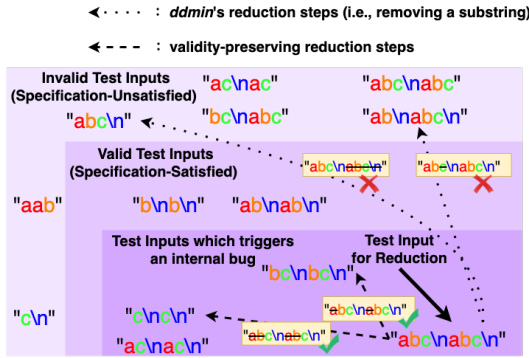 : ddmin's reduction steps (i.e., removing a substring)
: validity-preserving reduction steps
Invalid Test Inputs
(Specification-Unsatisfied)
"ac\nac" "abc\nabc"
"abc\n" "bc\nabc" "ab\nabc\n"
Valid Test Inputs
(Specification-Satisfied)
"abc\nabc\n" "abc\nabc\n"
"aab" "b\nb\n" "ab\nab\n"
Test Inputs which triggers
an internal bug
Test Input
for Reduction
"bc\nbc\n"
"c\n" "c\nc\n" "abc\nabc\n"
"abc\nabc\n" "abc\nabc\n"
"ac\nac\n"